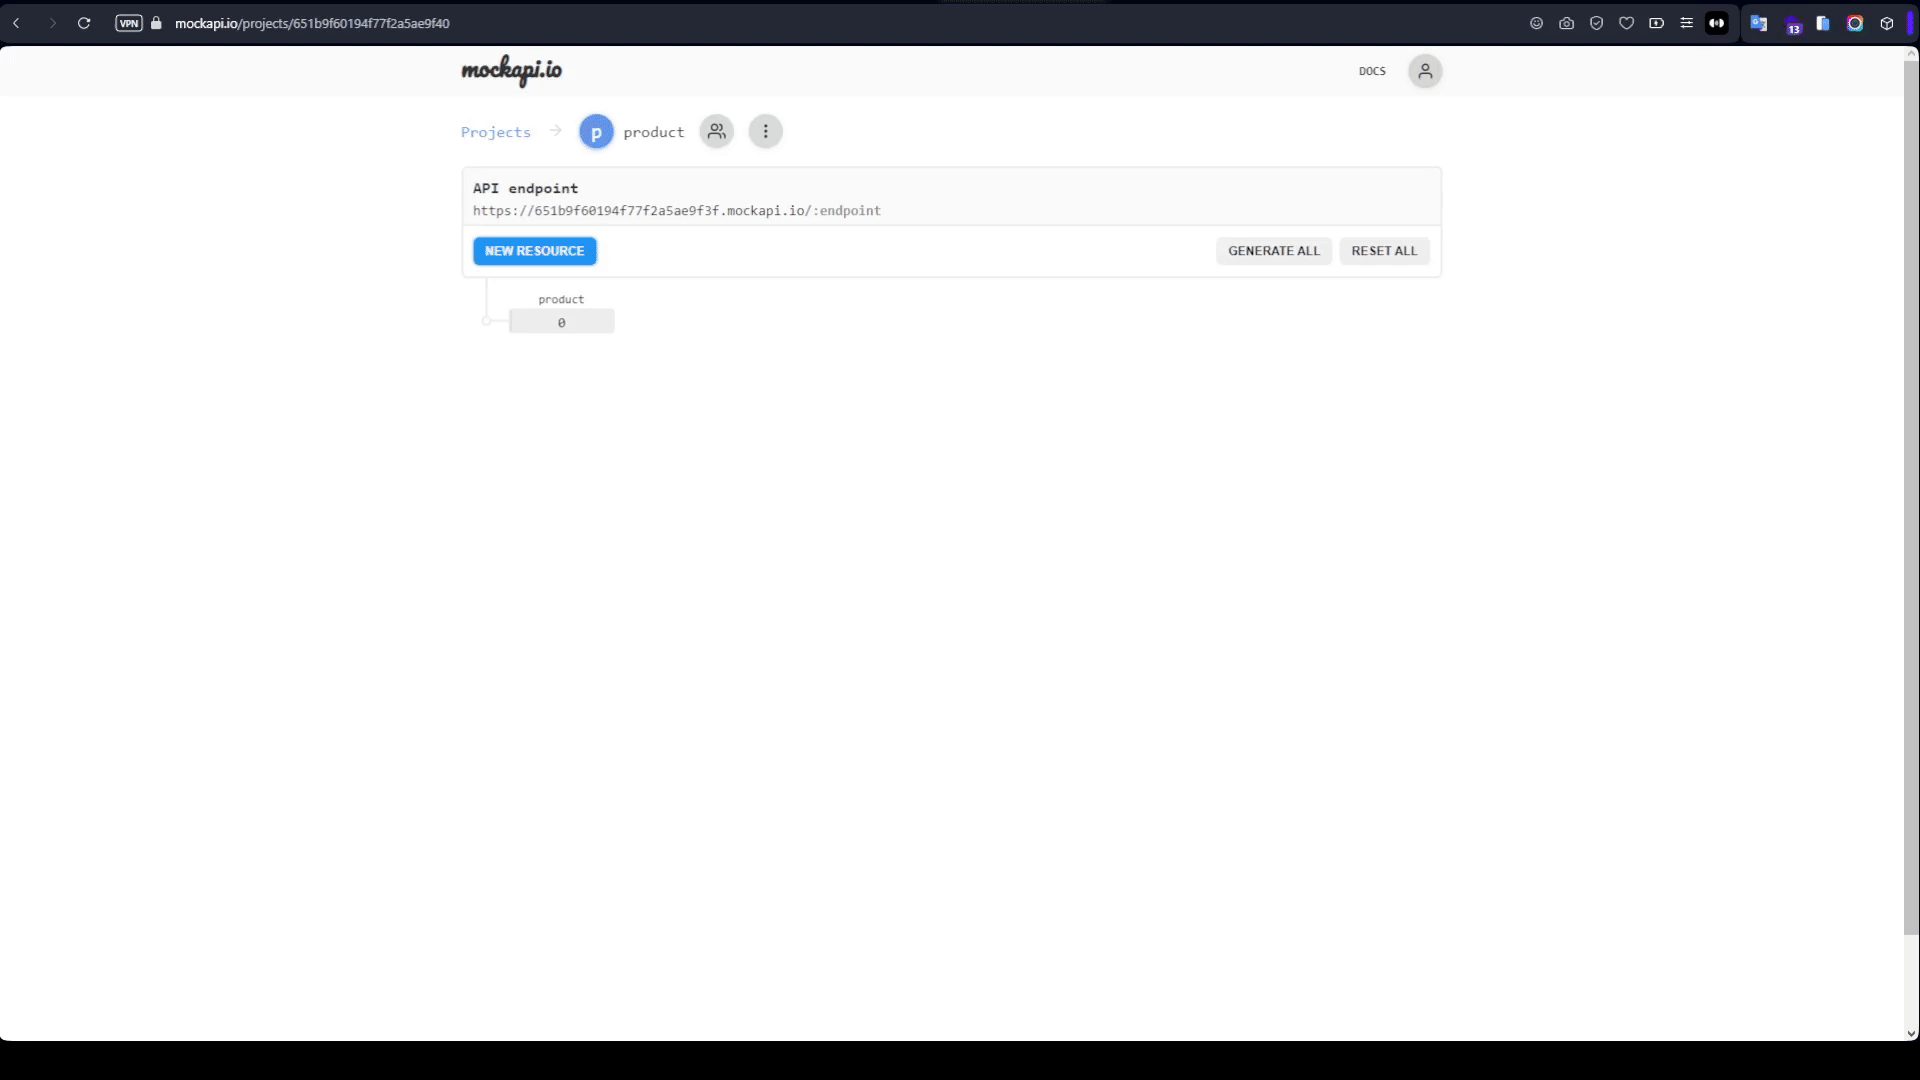 VPN
mockapi.io/projects/651b9f60194f77f2a5ae9f40
13
mockapi.io
DOCS
Projects
p
product
API endpoint
https://651b9f60194f77f2a5ae9f3f.mockapi.io/:endpoint
NEW RESOURCE
GENERATE ALL
RESET ALL
product
0